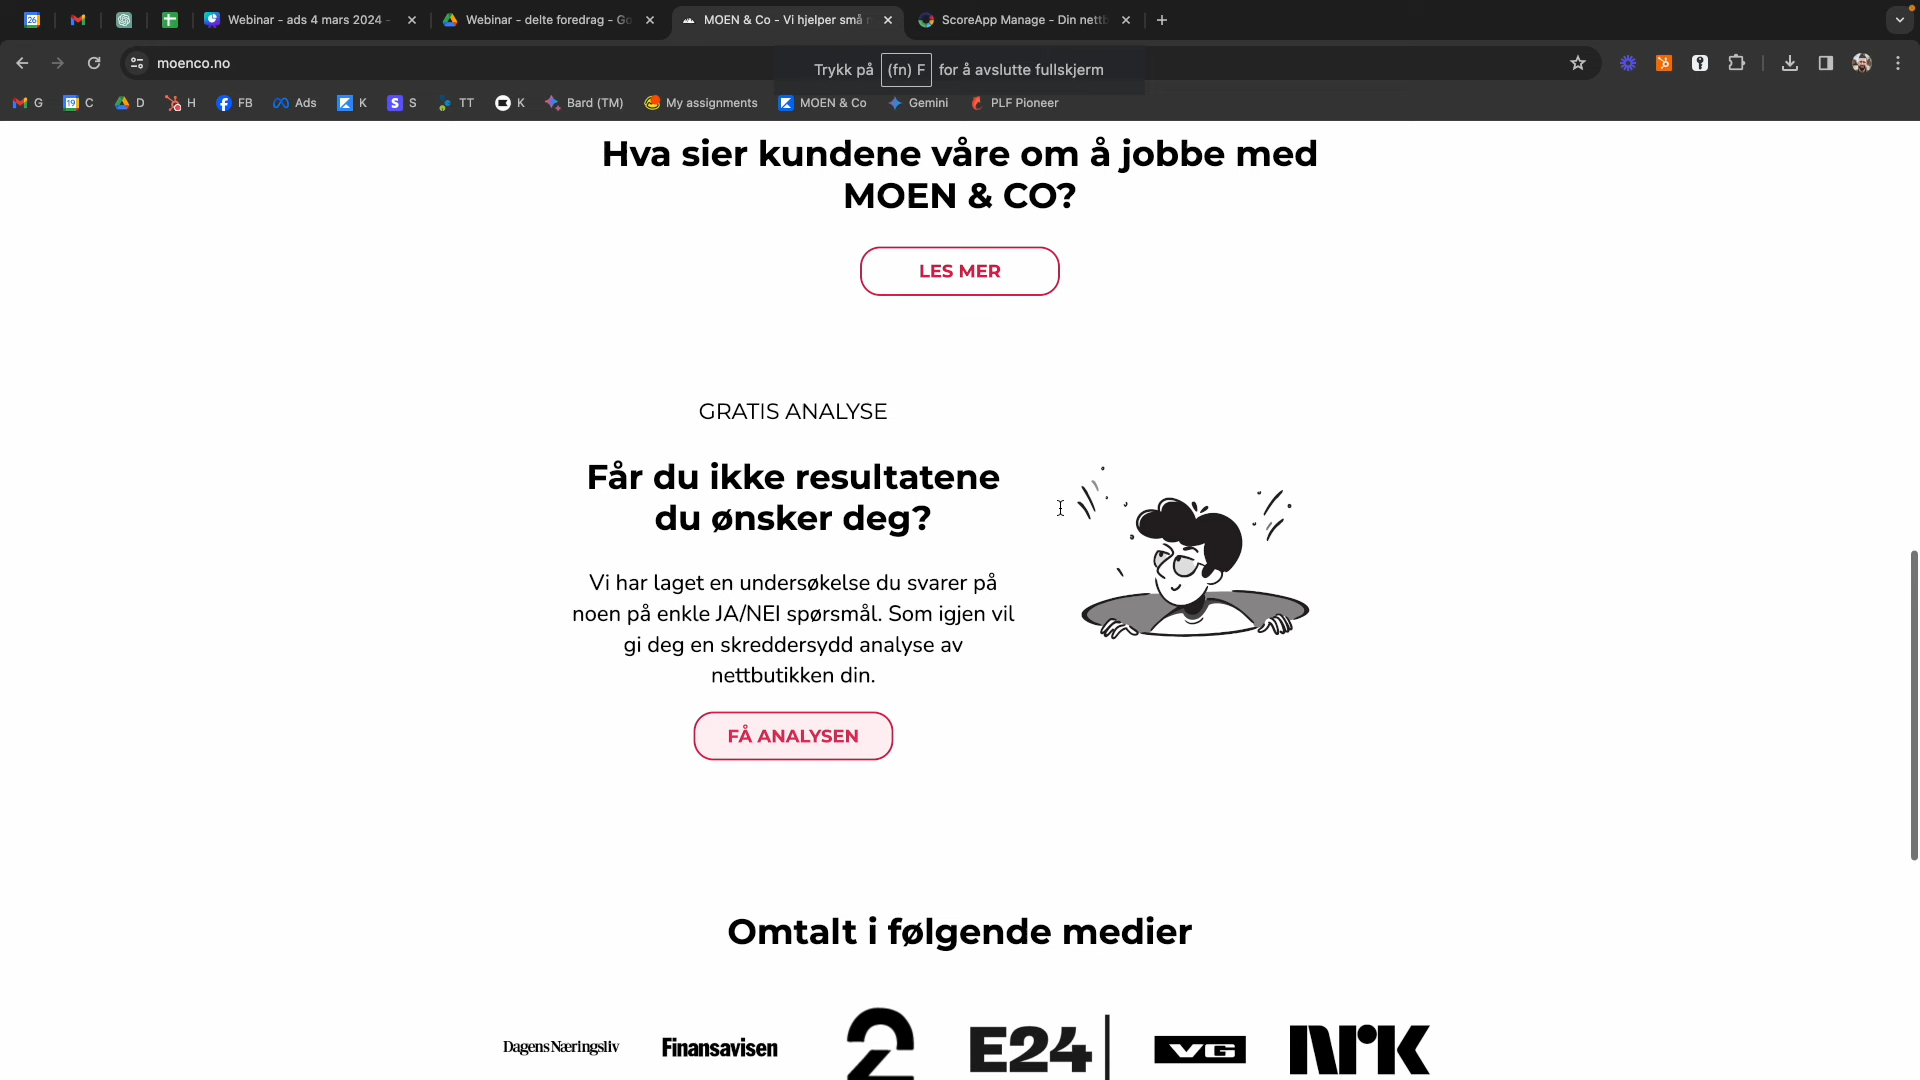 Webinar - ads 4 mars 2024 -
Webinar - delte foredrag - Go
MOEN & Co - Vi hjelper små
ScoreApp Manage - Din nettb
moenco.no
Trykk på (fn) F for å avslutte fullskjerm
G C D H FB Ads K S TT K Bard (TM) My assignments MOEN & Co Gemini PLF Pioneer
Hva sier kundene våre om å jobbe med
MOEN & CO?
LES MER
GRATIS ANALYSE
Får du ikke resultatene
du ønsker deg?
Vi har laget en undersøkelse du svarer på
noen på enkle JA/NEI spørsmål. Som igjen vil
gi deg en skreddersydd analyse av
nettbutikken din.
FÅ ANALYSEN
Omtalt i følgende medier
Dagens Næringsliv Finansavisen 2 E24 VG NRK